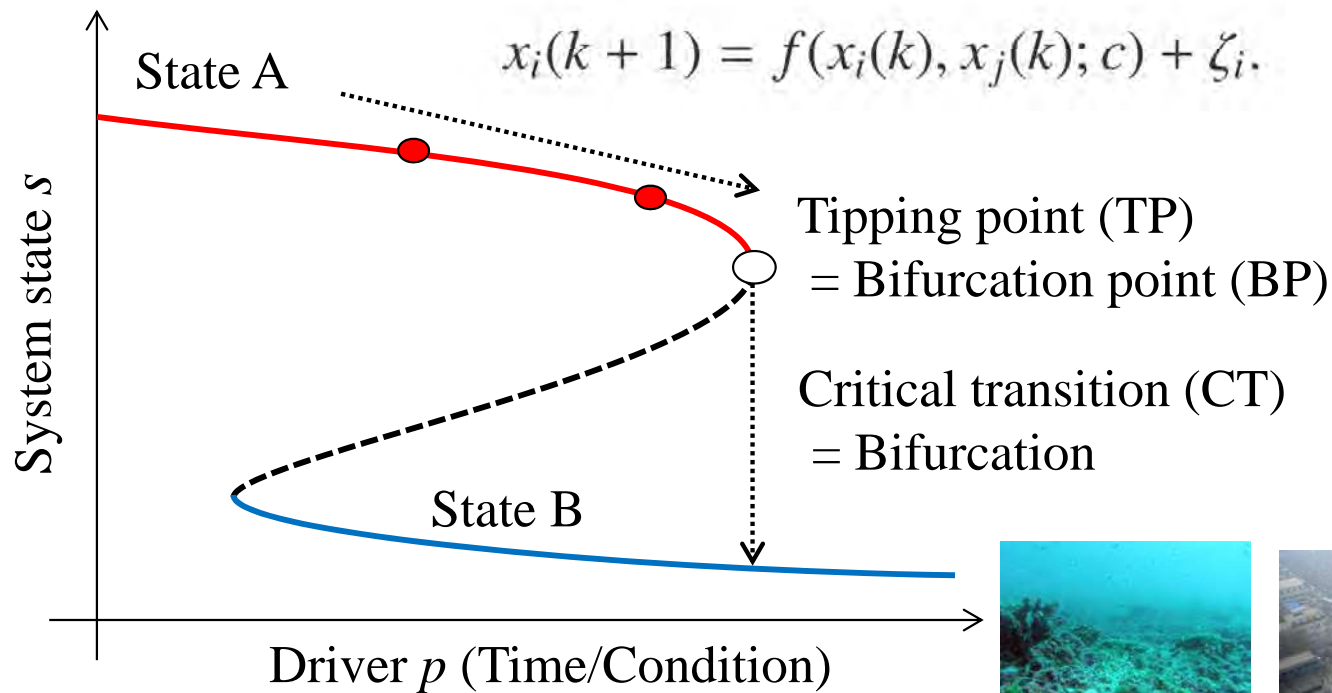 x_i(k + 1) = f(x_i(k), x_j(k); c) + ζ_i.
State A
System state s
Tipping point (TP)
= Bifurcation point (BP)
Critical transition (CT)
= Bifurcation
State B
Driver p (Time/Condition)